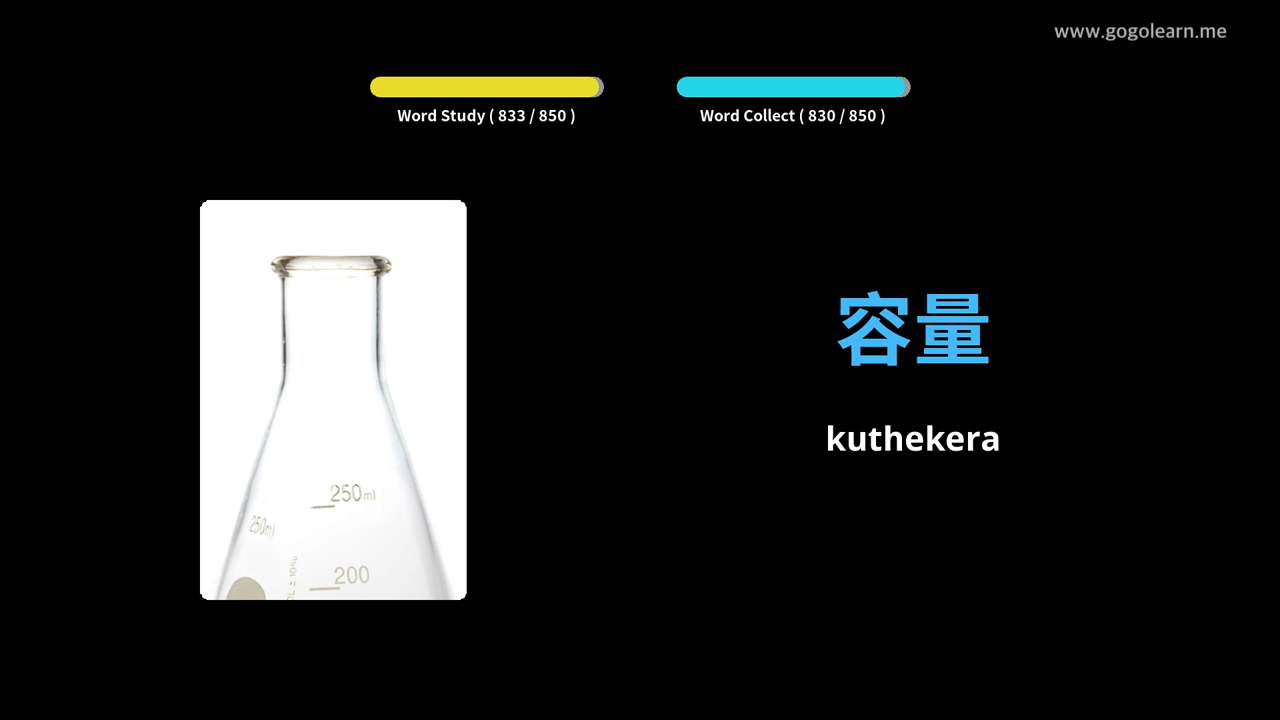 www.gogolearn.me
Word Study ( 833 / 850 )
Word Collect ( 830 / 850 )
容量
kuthekera
250ml
250ml
200